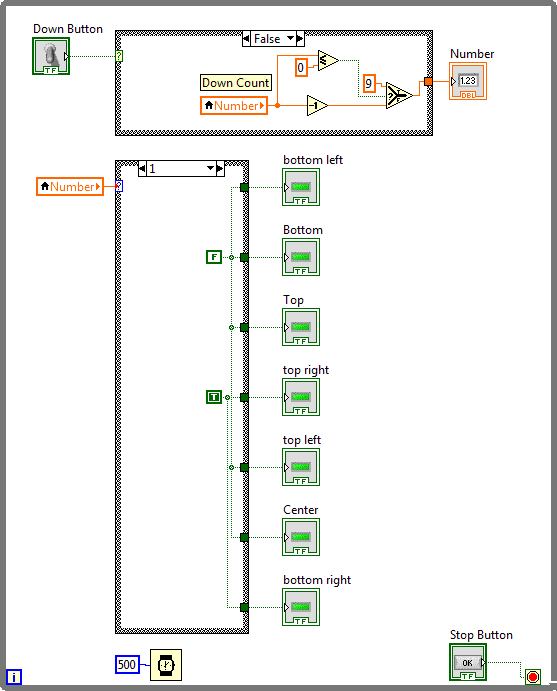 Down Button
TF
?
False
Down Count
Number
0
≤
-1
9
?
T
F
Number
1.23
DBL
Number
?
1
F
T
bottom left
TF
Bottom
TF
Top
TF
top right
TF
top left
TF
Center
TF
bottom right
TF
500
i
Stop Button
OK
TF